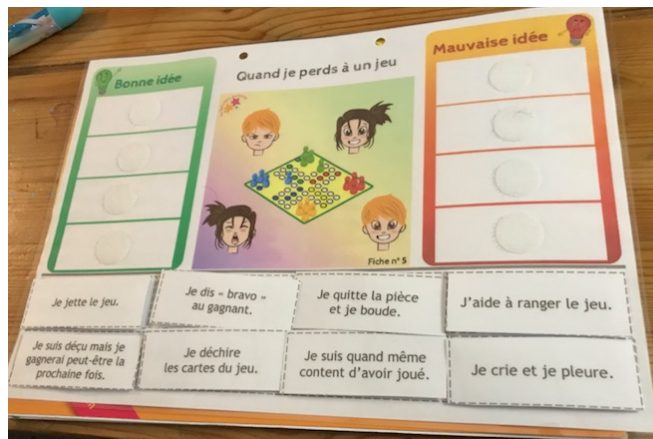 Bonne idée
Quand je perds à un jeu
Mauvaise idée
Fiche n° 5
Je jette le jeu.
Je dis « bravo »
au gagnant.
Je quitte la pièce
et je boude.
J'aide à ranger le jeu.
Je suis déçu mais je
gagnerai peut-être la
prochaine fois.
Je déchire
les cartes du jeu.
Je suis quand même
content d'avoir joué.
Je crie et je pleure.